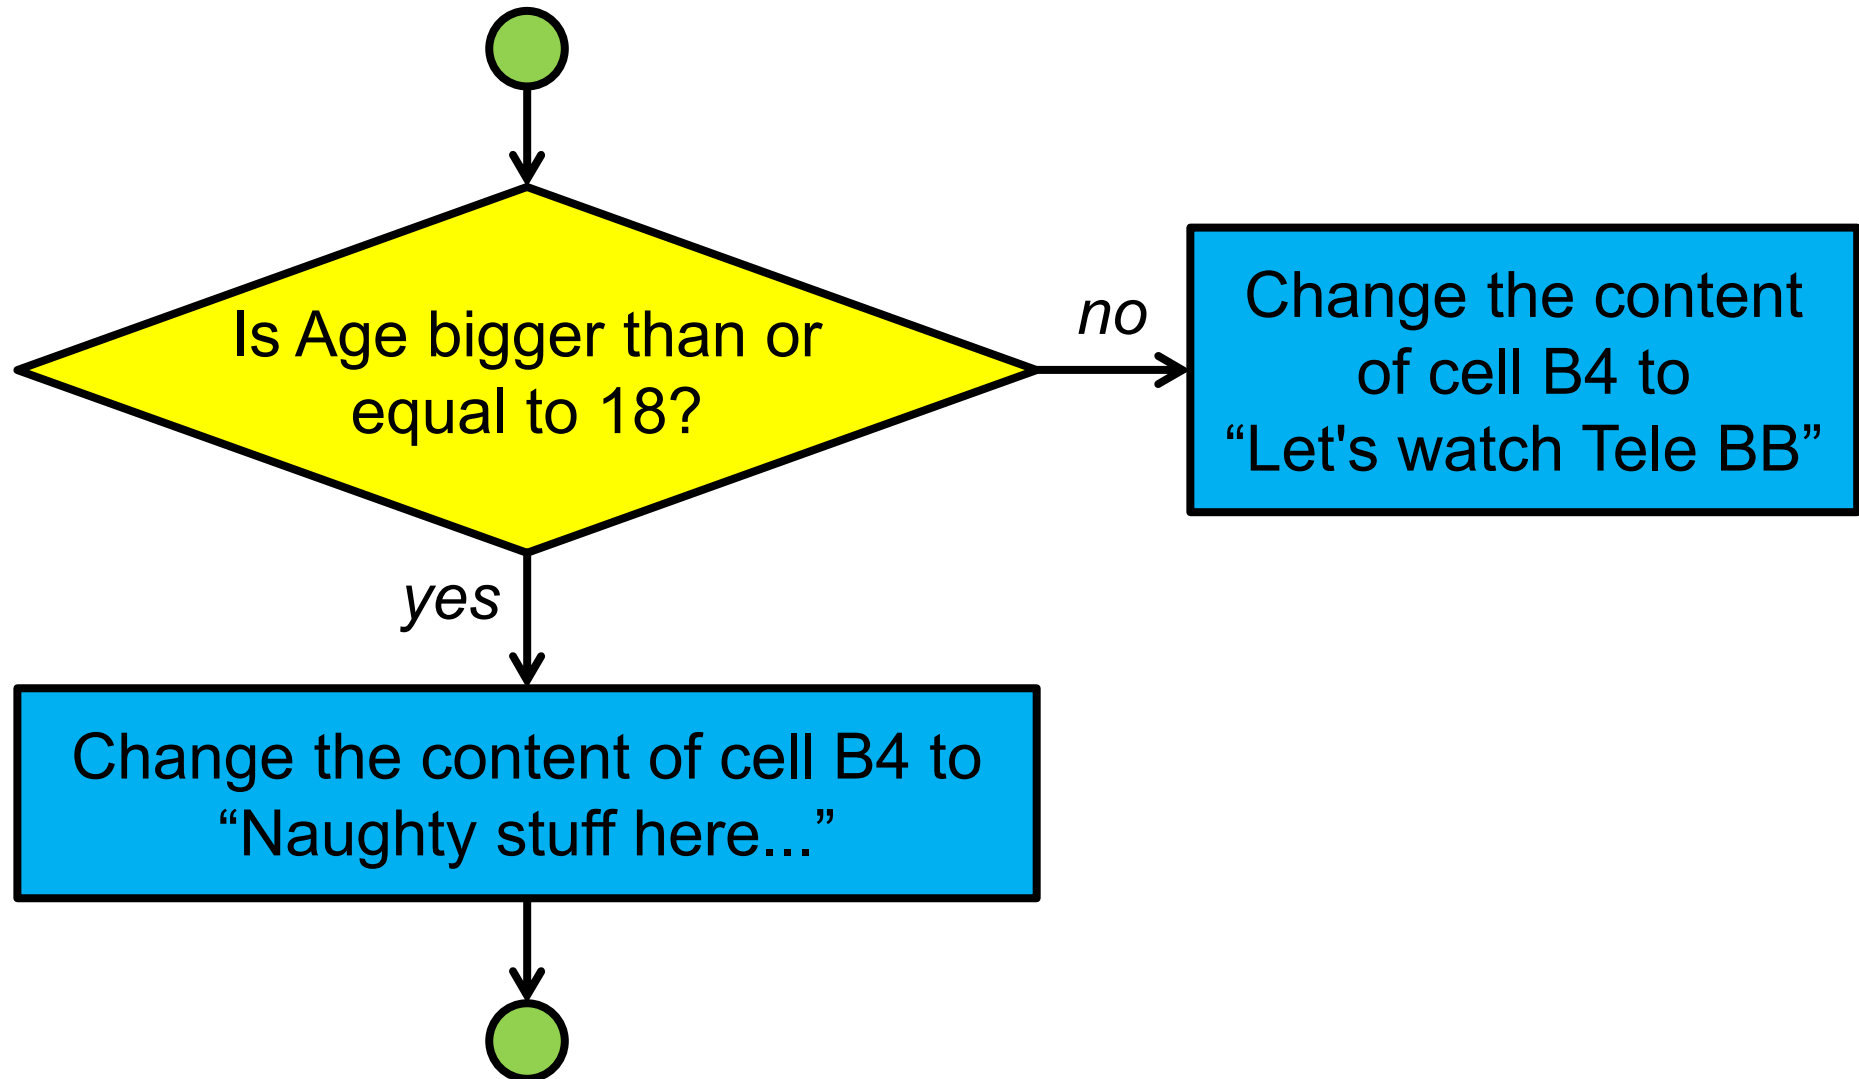 Is Age bigger than or
equal to 18?
no
Change the content
of cell B4 to
“Let's watch Tele BB”
yes
Change the content of cell B4 to
“Naughty stuff here...”